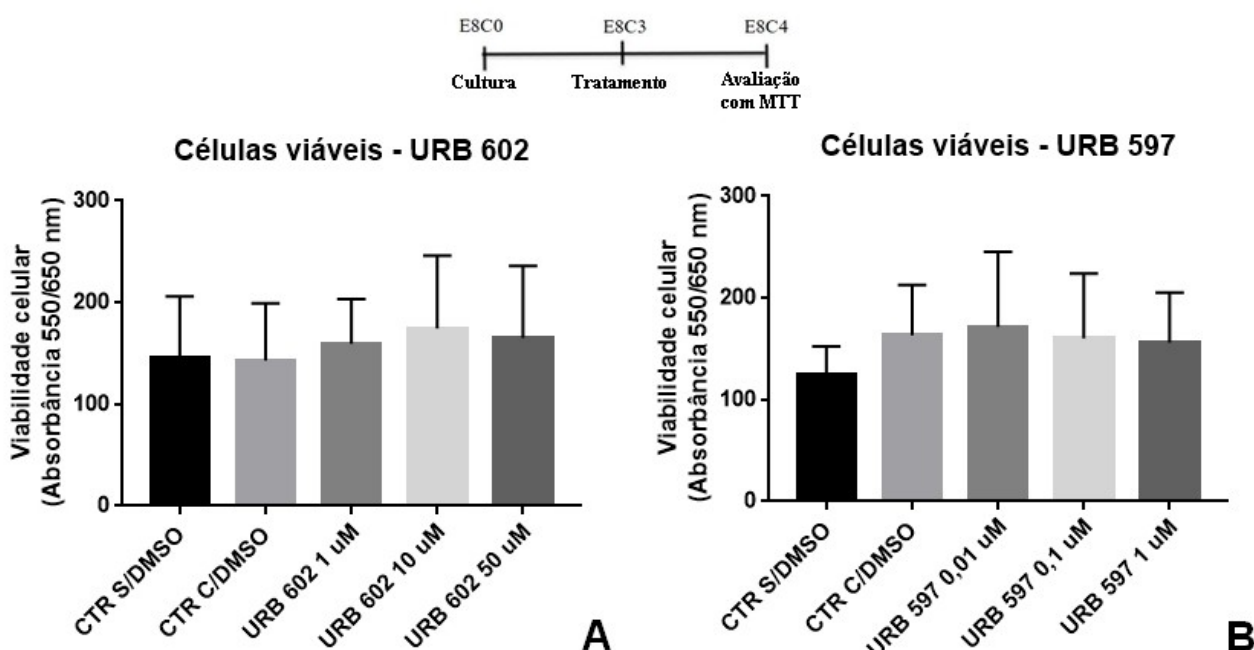 E8C0 E8C3 E8C4
Cultura Tratamento Avaliação
com MTT
Células viáveis - URB 602
Viabilidade celular
(Absorbância 550/650 nm)
300
200
100
0
CTR S/DMSO
CTR C/DMSO
URB 602 1 uM
URB 602 10 uM
URB 602 50 uM
A
Células viáveis - URB 597
Viabilidade celular
(Absorbância 550/650 nm)
300
200
100
0
CTR S/DMSO
CTR C/DMSO
URB 597 0,01 uM
URB 597 0,1 uM
URB 597 1 uM
B